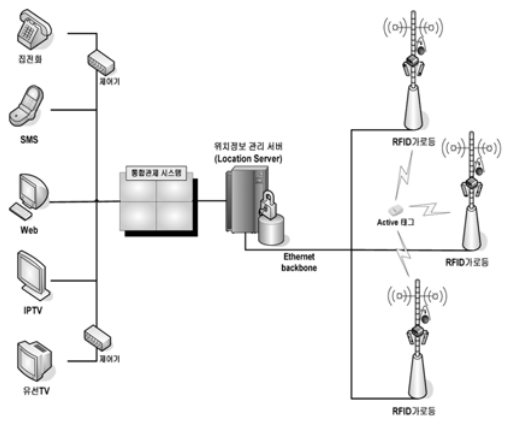 집전화
제어기
SMS
Web
IPTV
제어기
유선TV
통합관제 시스템
위치정보 관리 서버
(Location Server)
Ethernet
backbone
RFID가로등
Active 태그
RFID가로등
RFID가로등